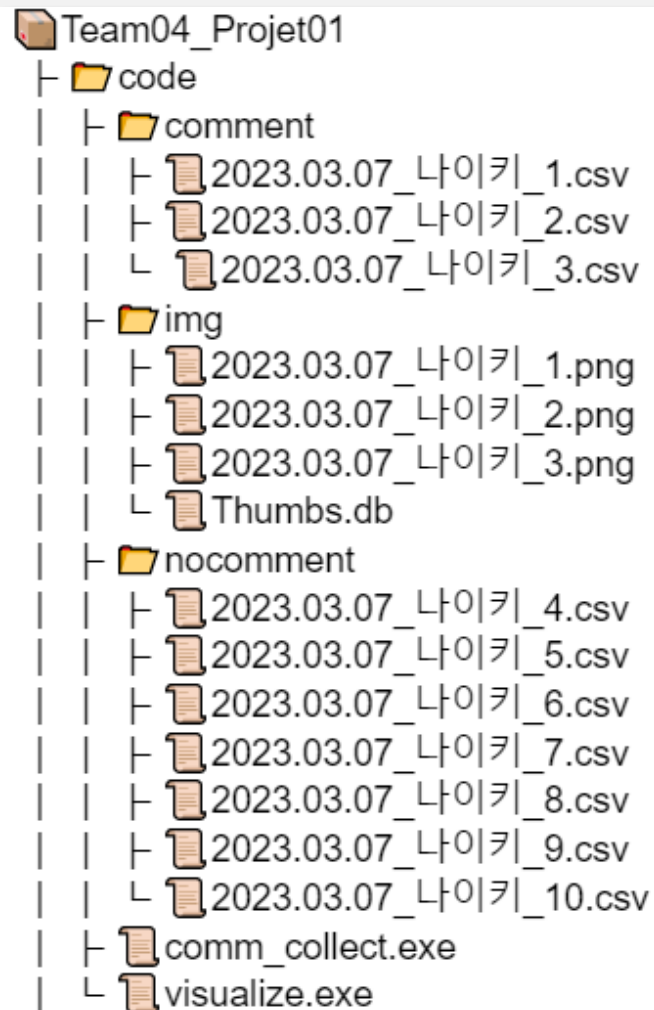 Team04_Projet01
code
comment
2023.03.07_나이키_1.csv
2023.03.07_나이키_2.csv
2023.03.07_나이키_3.csv
img
2023.03.07_나이키_1.png
2023.03.07_나이키_2.png
2023.03.07_나이키_3.png
Thumbs.db
nocomment
2023.03.07_나이키_4.csv
2023.03.07_나이키_5.csv
2023.03.07_나이키_6.csv
2023.03.07_나이키_7.csv
2023.03.07_나이키_8.csv
2023.03.07_나이키_9.csv
2023.03.07_나이키_10.csv
comm_collect.exe
visualize.exe